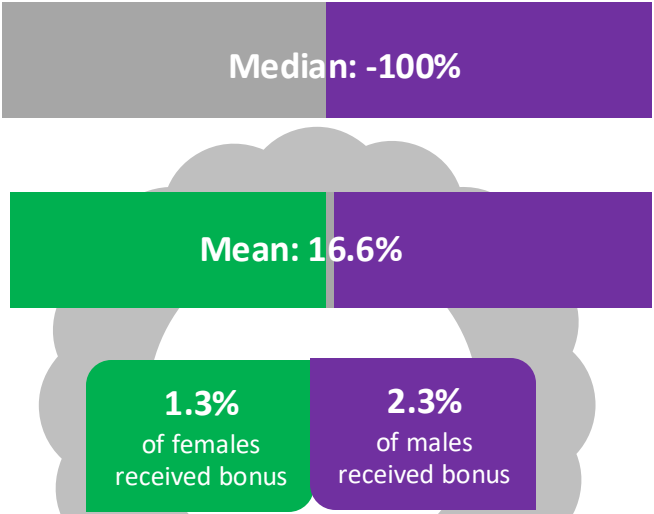 Median: -100%
Mean: 16.6%
1.3%
of females
received bonus
2.3%
of males
received bonus